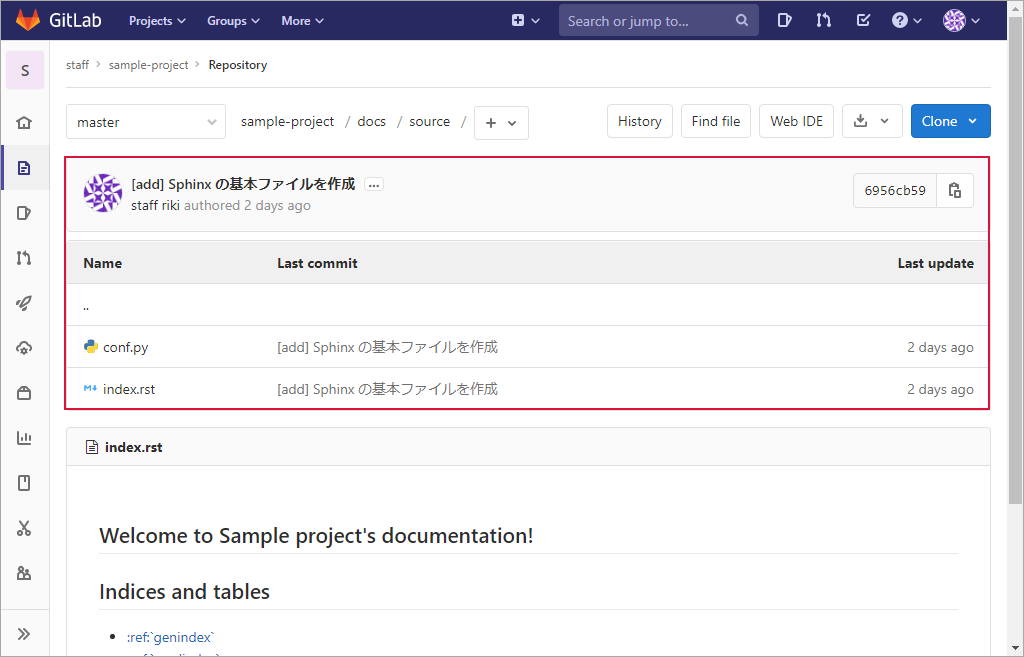 GitLab Projects Groups More Search or jump to...
S
staff › sample-project › Repository
master sample-project / docs / source / + History Find file Web IDE Clone
[add] Sphinx の基本ファイルを作成 ...
staff riki authored 2 days ago
6956cb59
Name Last commit Last update
..
conf.py [add] Sphinx の基本ファイルを作成 2 days ago
index.rst [add] Sphinx の基本ファイルを作成 2 days ago
index.rst
Welcome to Sample project's documentation!
Indices and tables
• :ref:`genindex`